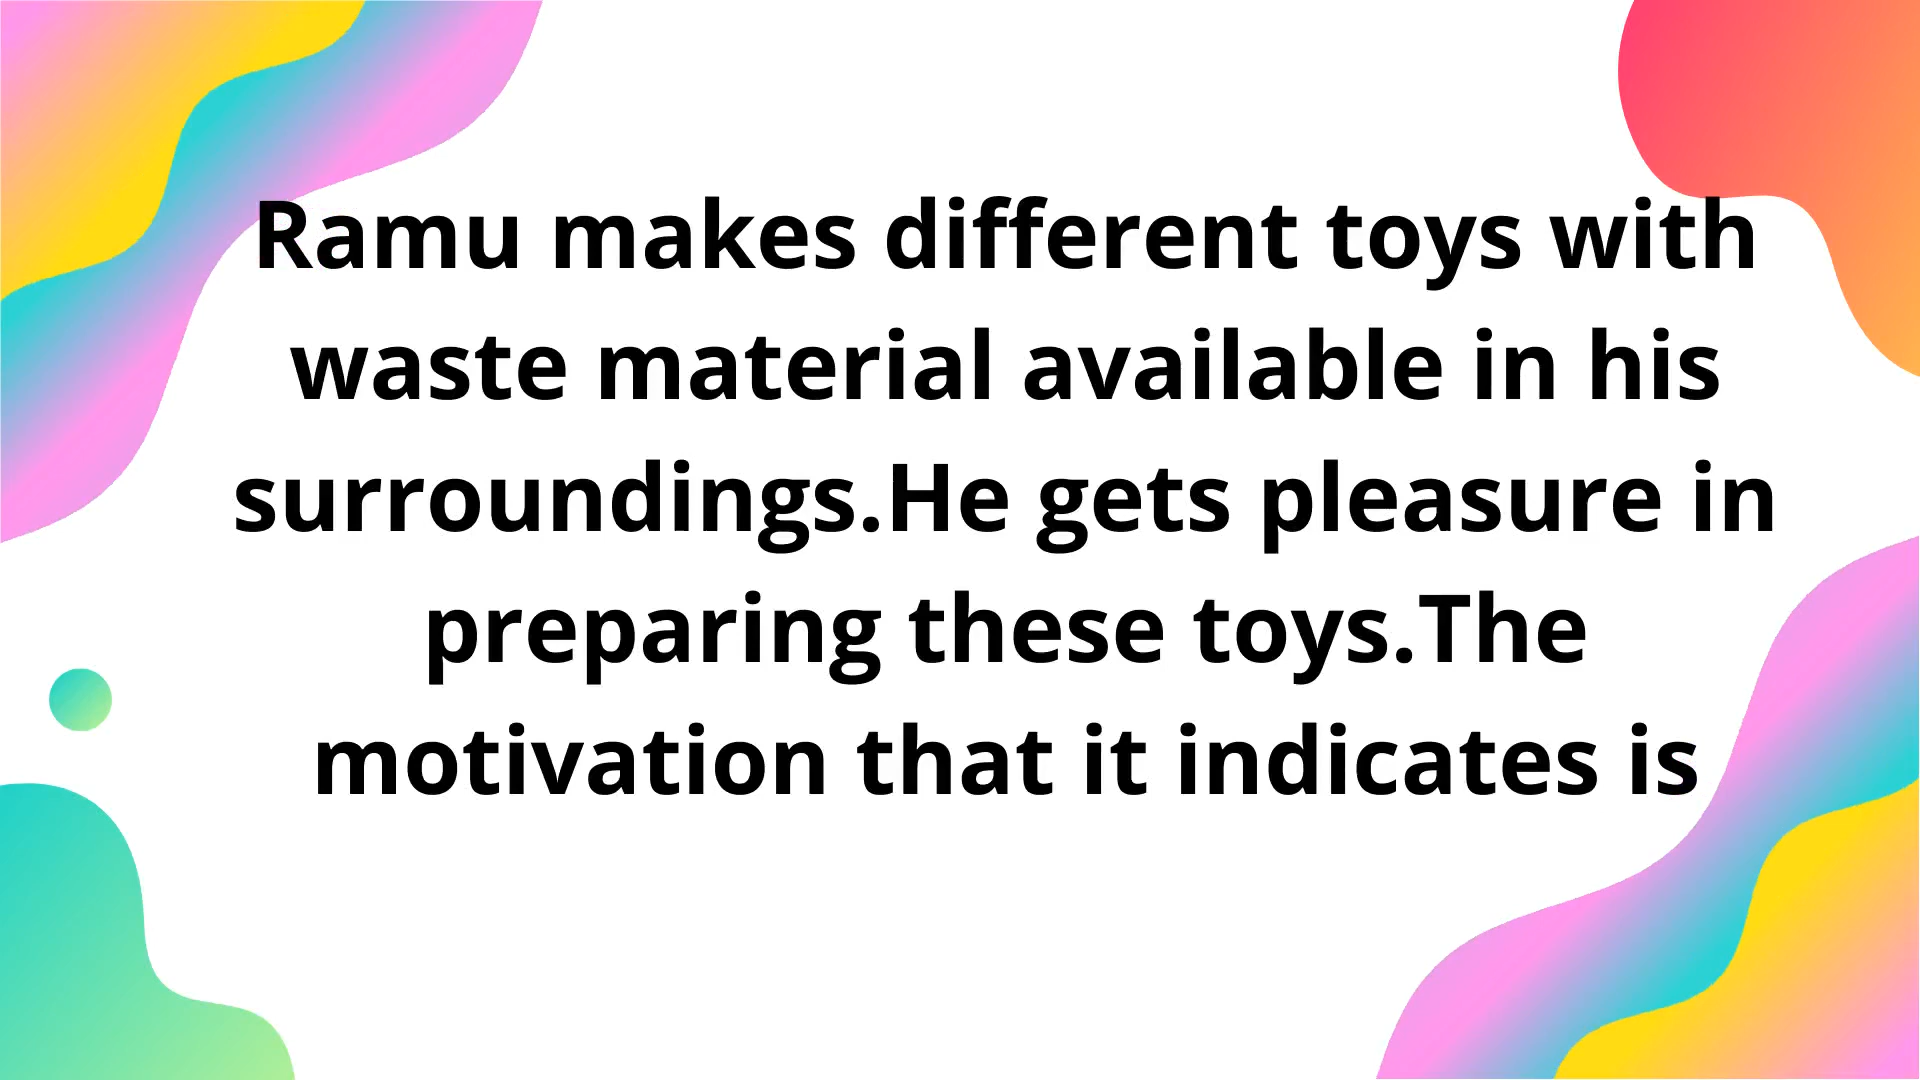 Ramu makes different toys with
waste material available in his
surroundings.He gets pleasure in
preparing these toys.The
motivation that it indicates is